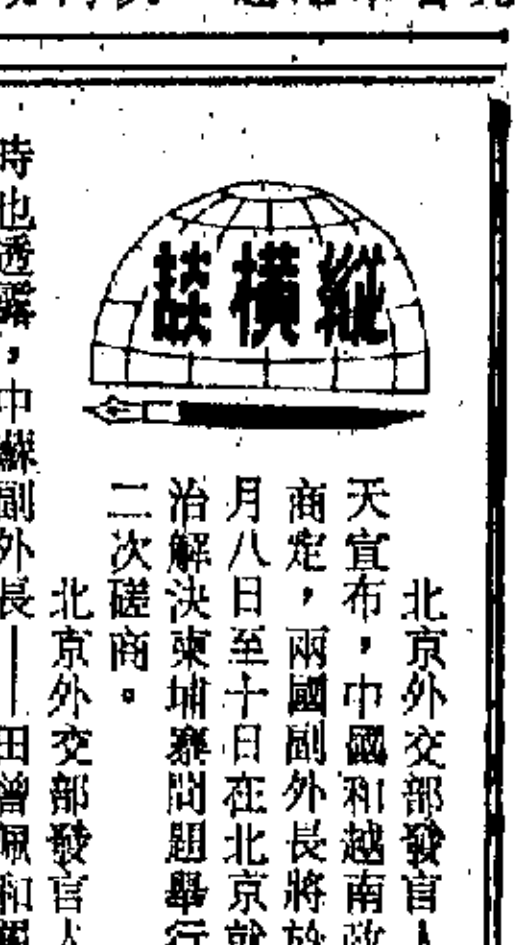 縱橫談
北京外交部發言人
天宣布，中國和越南政
商定，兩國副外長將於
月八日至十日在北京就
治解決柬埔寨問題舉行
二次磋商。
北京外交部發言人
時也透露，中蘇副外長——田曾佩和